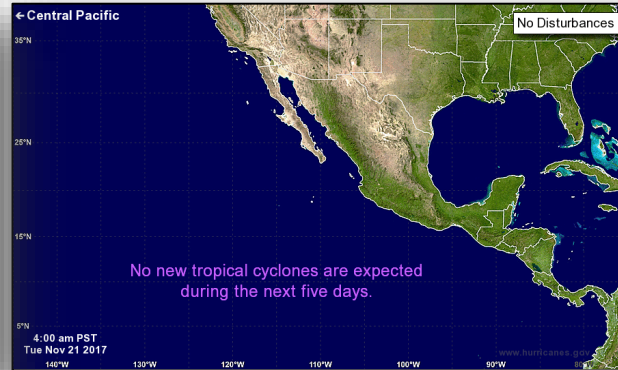 ←Central Pacific
No Disturbances
35°N
25°N
15°N
No new tropical cyclones are expected
during the next five days.
5°N
4:00 am PST
Tue Nov 21 2017
www.hurricanes.gov
140°W 130°W 120°W 110°W 100°W 90°W